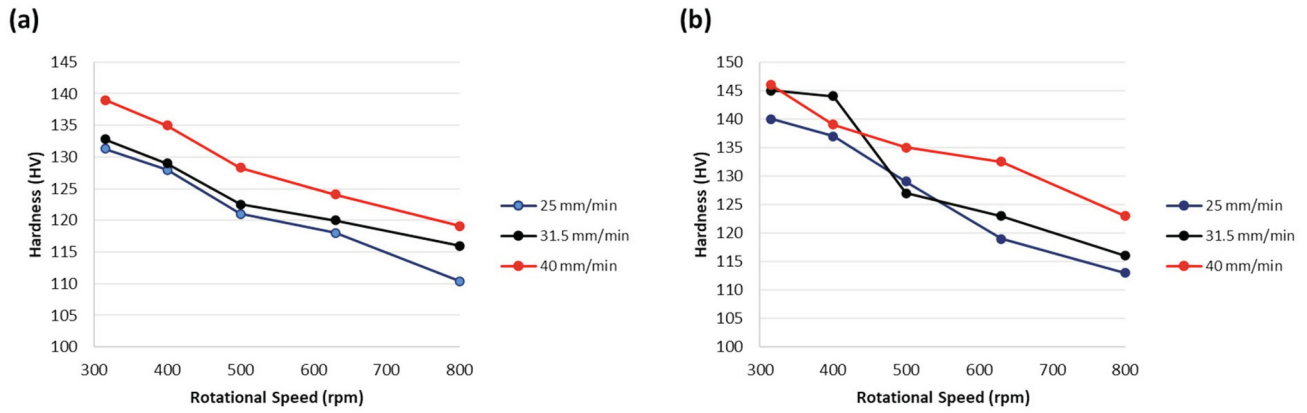 (a)
145
140
135
130
125
120
115
110
105
100
Hardness (HV)
300 400 500 600 700 800
Rotational Speed (rpm)
25 mm/min
31.5 mm/min
40 mm/min
(b)
150
145
140
135
130
125
120
115
110
105
100
Hardness (HV)
300 400 500 600 700 800
Rotational Speed (rpm)
25 mm/min
31.5 mm/min
40 mm/min